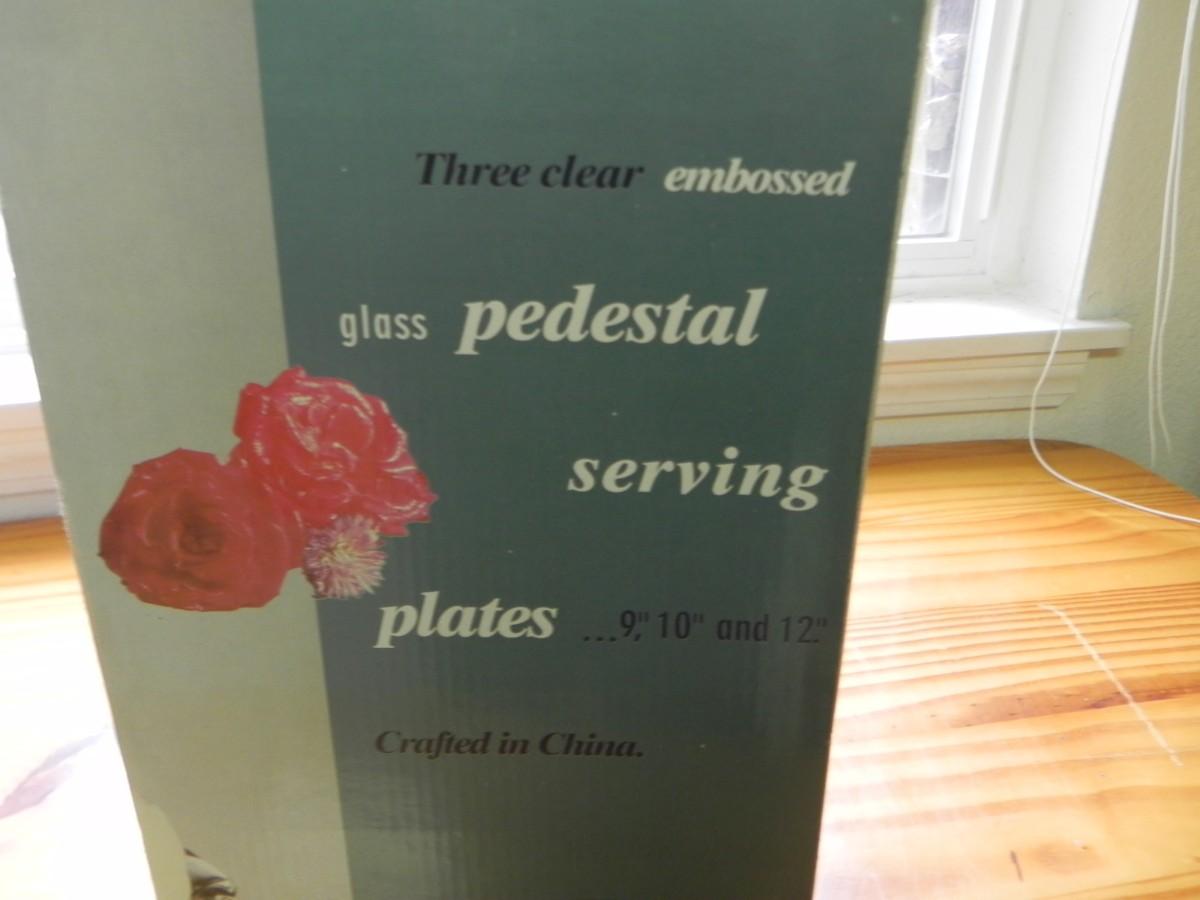 Three clear embossed
glass pedestal
serving
plates ...9," 10" and 12."
Crafted in China.